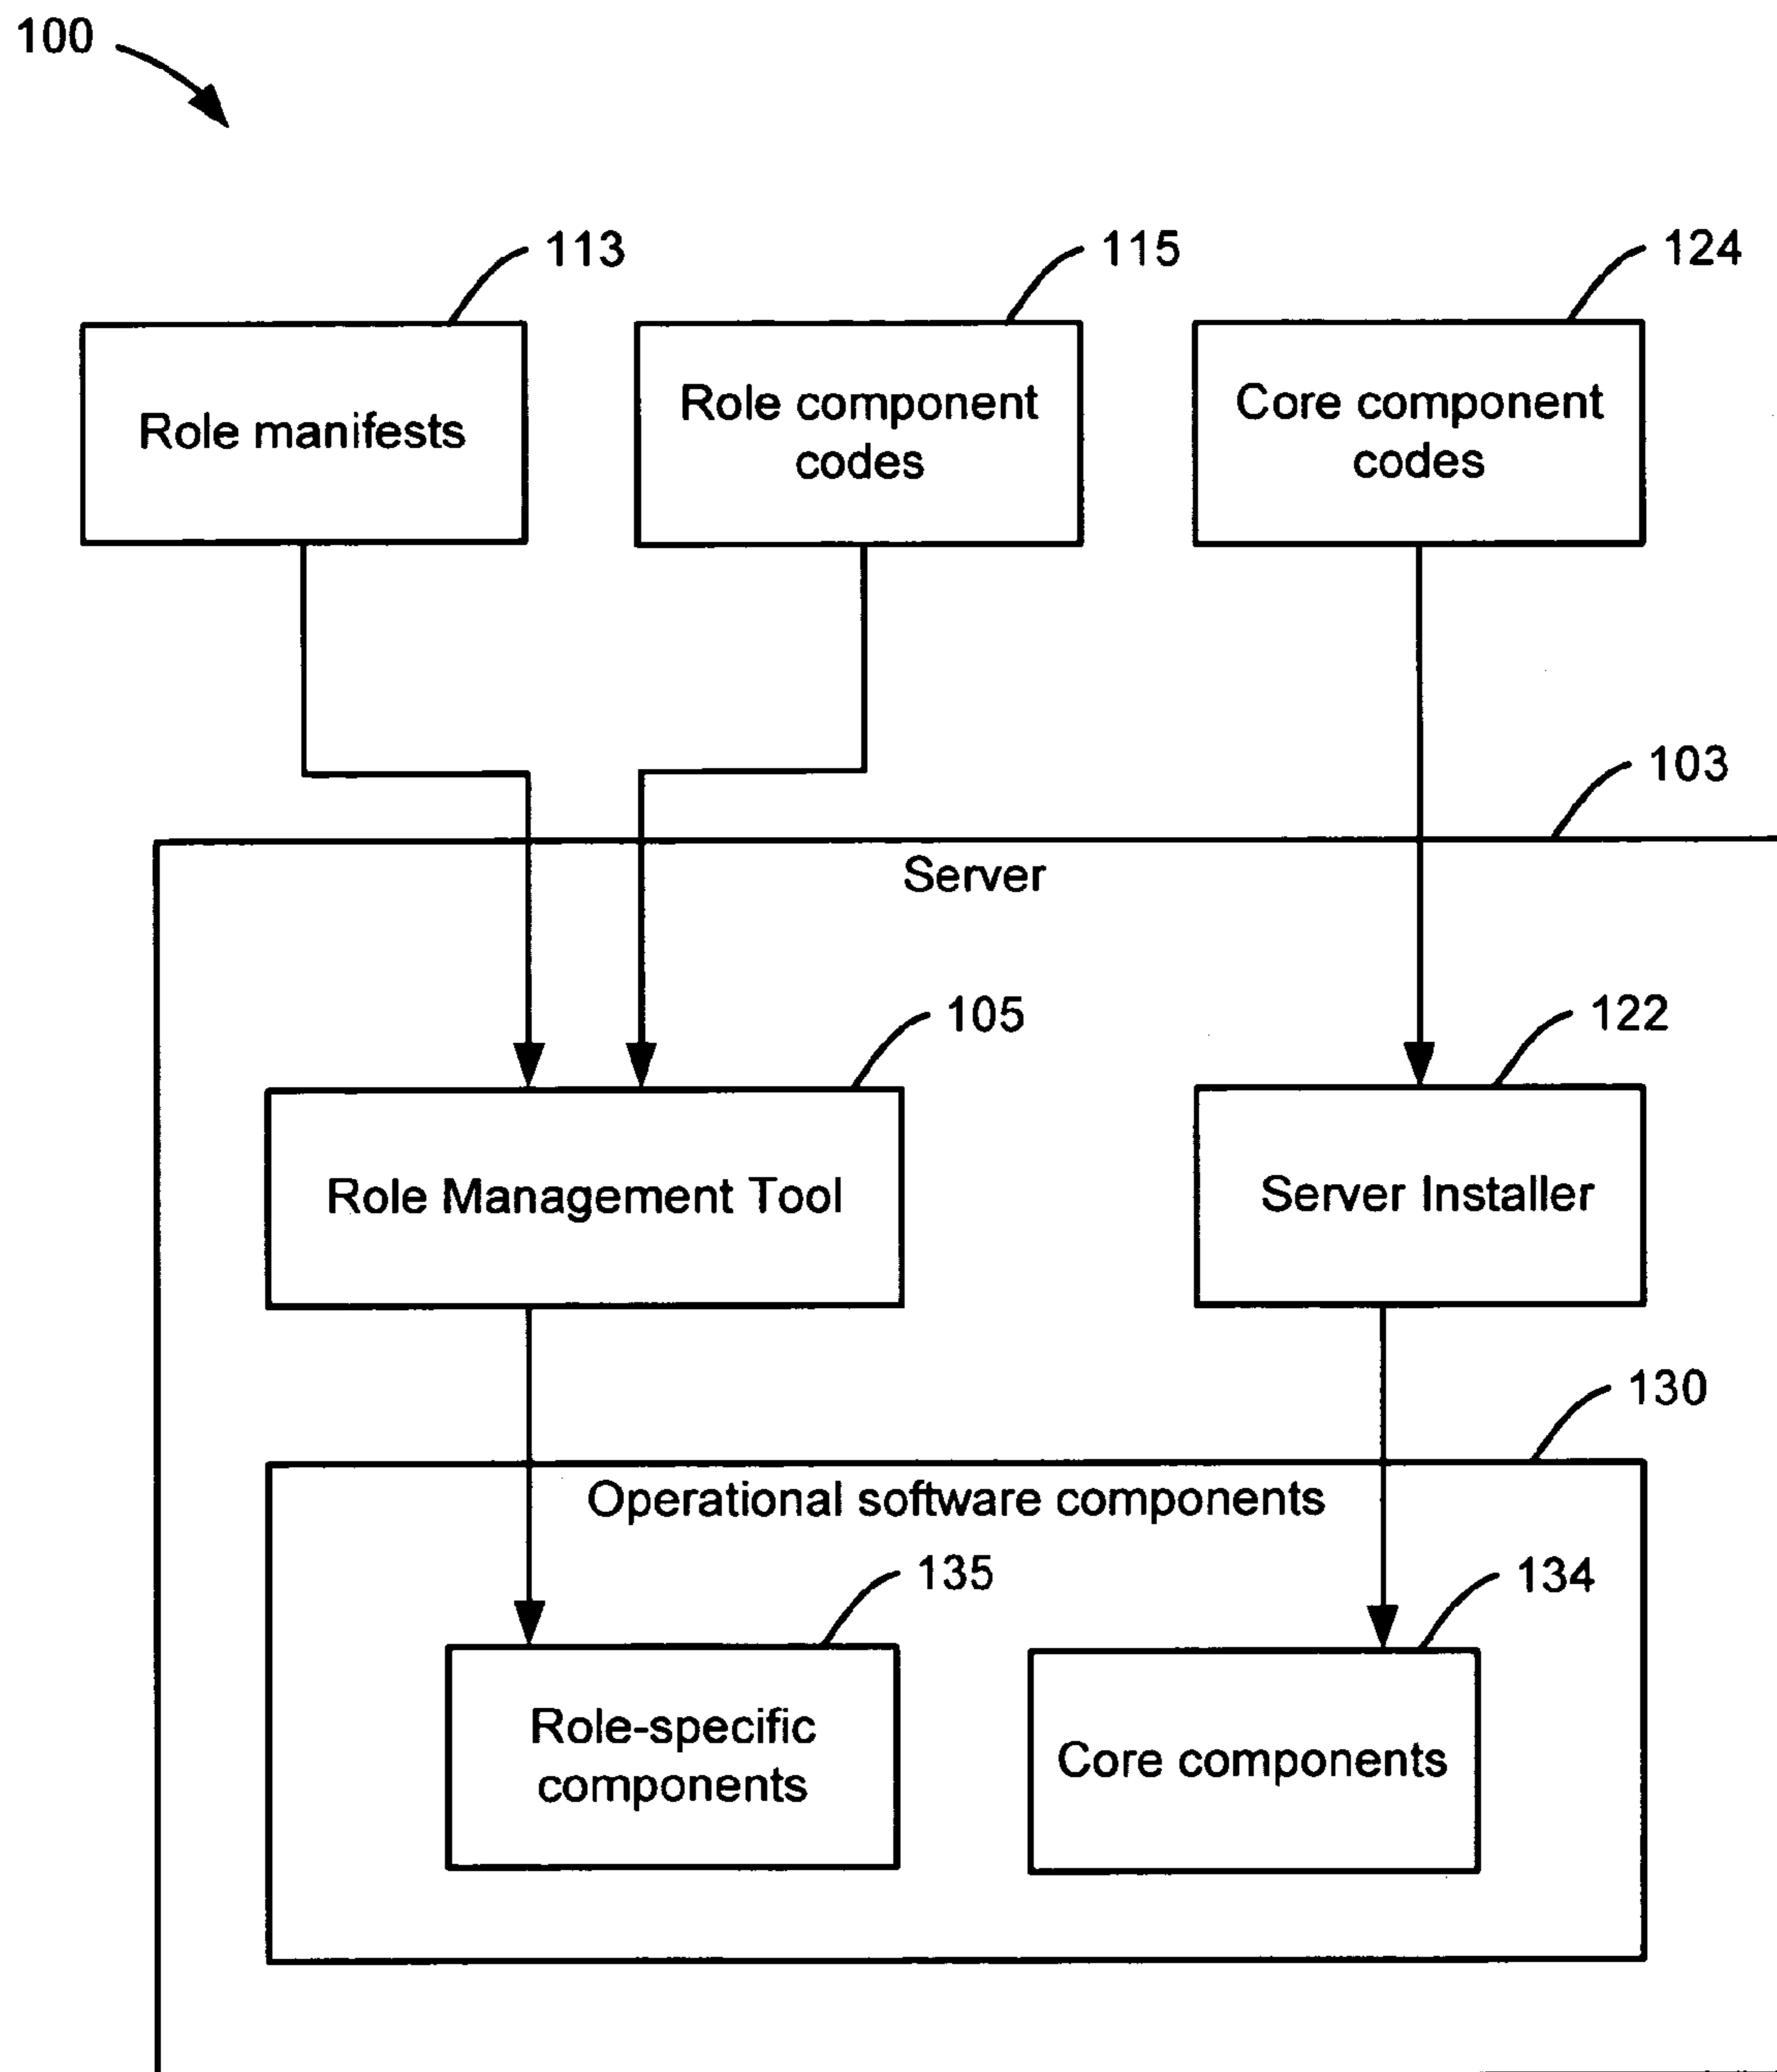 100
113
115
124
Role manifests
Role component
codes
Core component
codes
103
Server
105
122
Role Management Tool
Server Installer
130
Operational software components
135
134
Role-specific
components
Core components